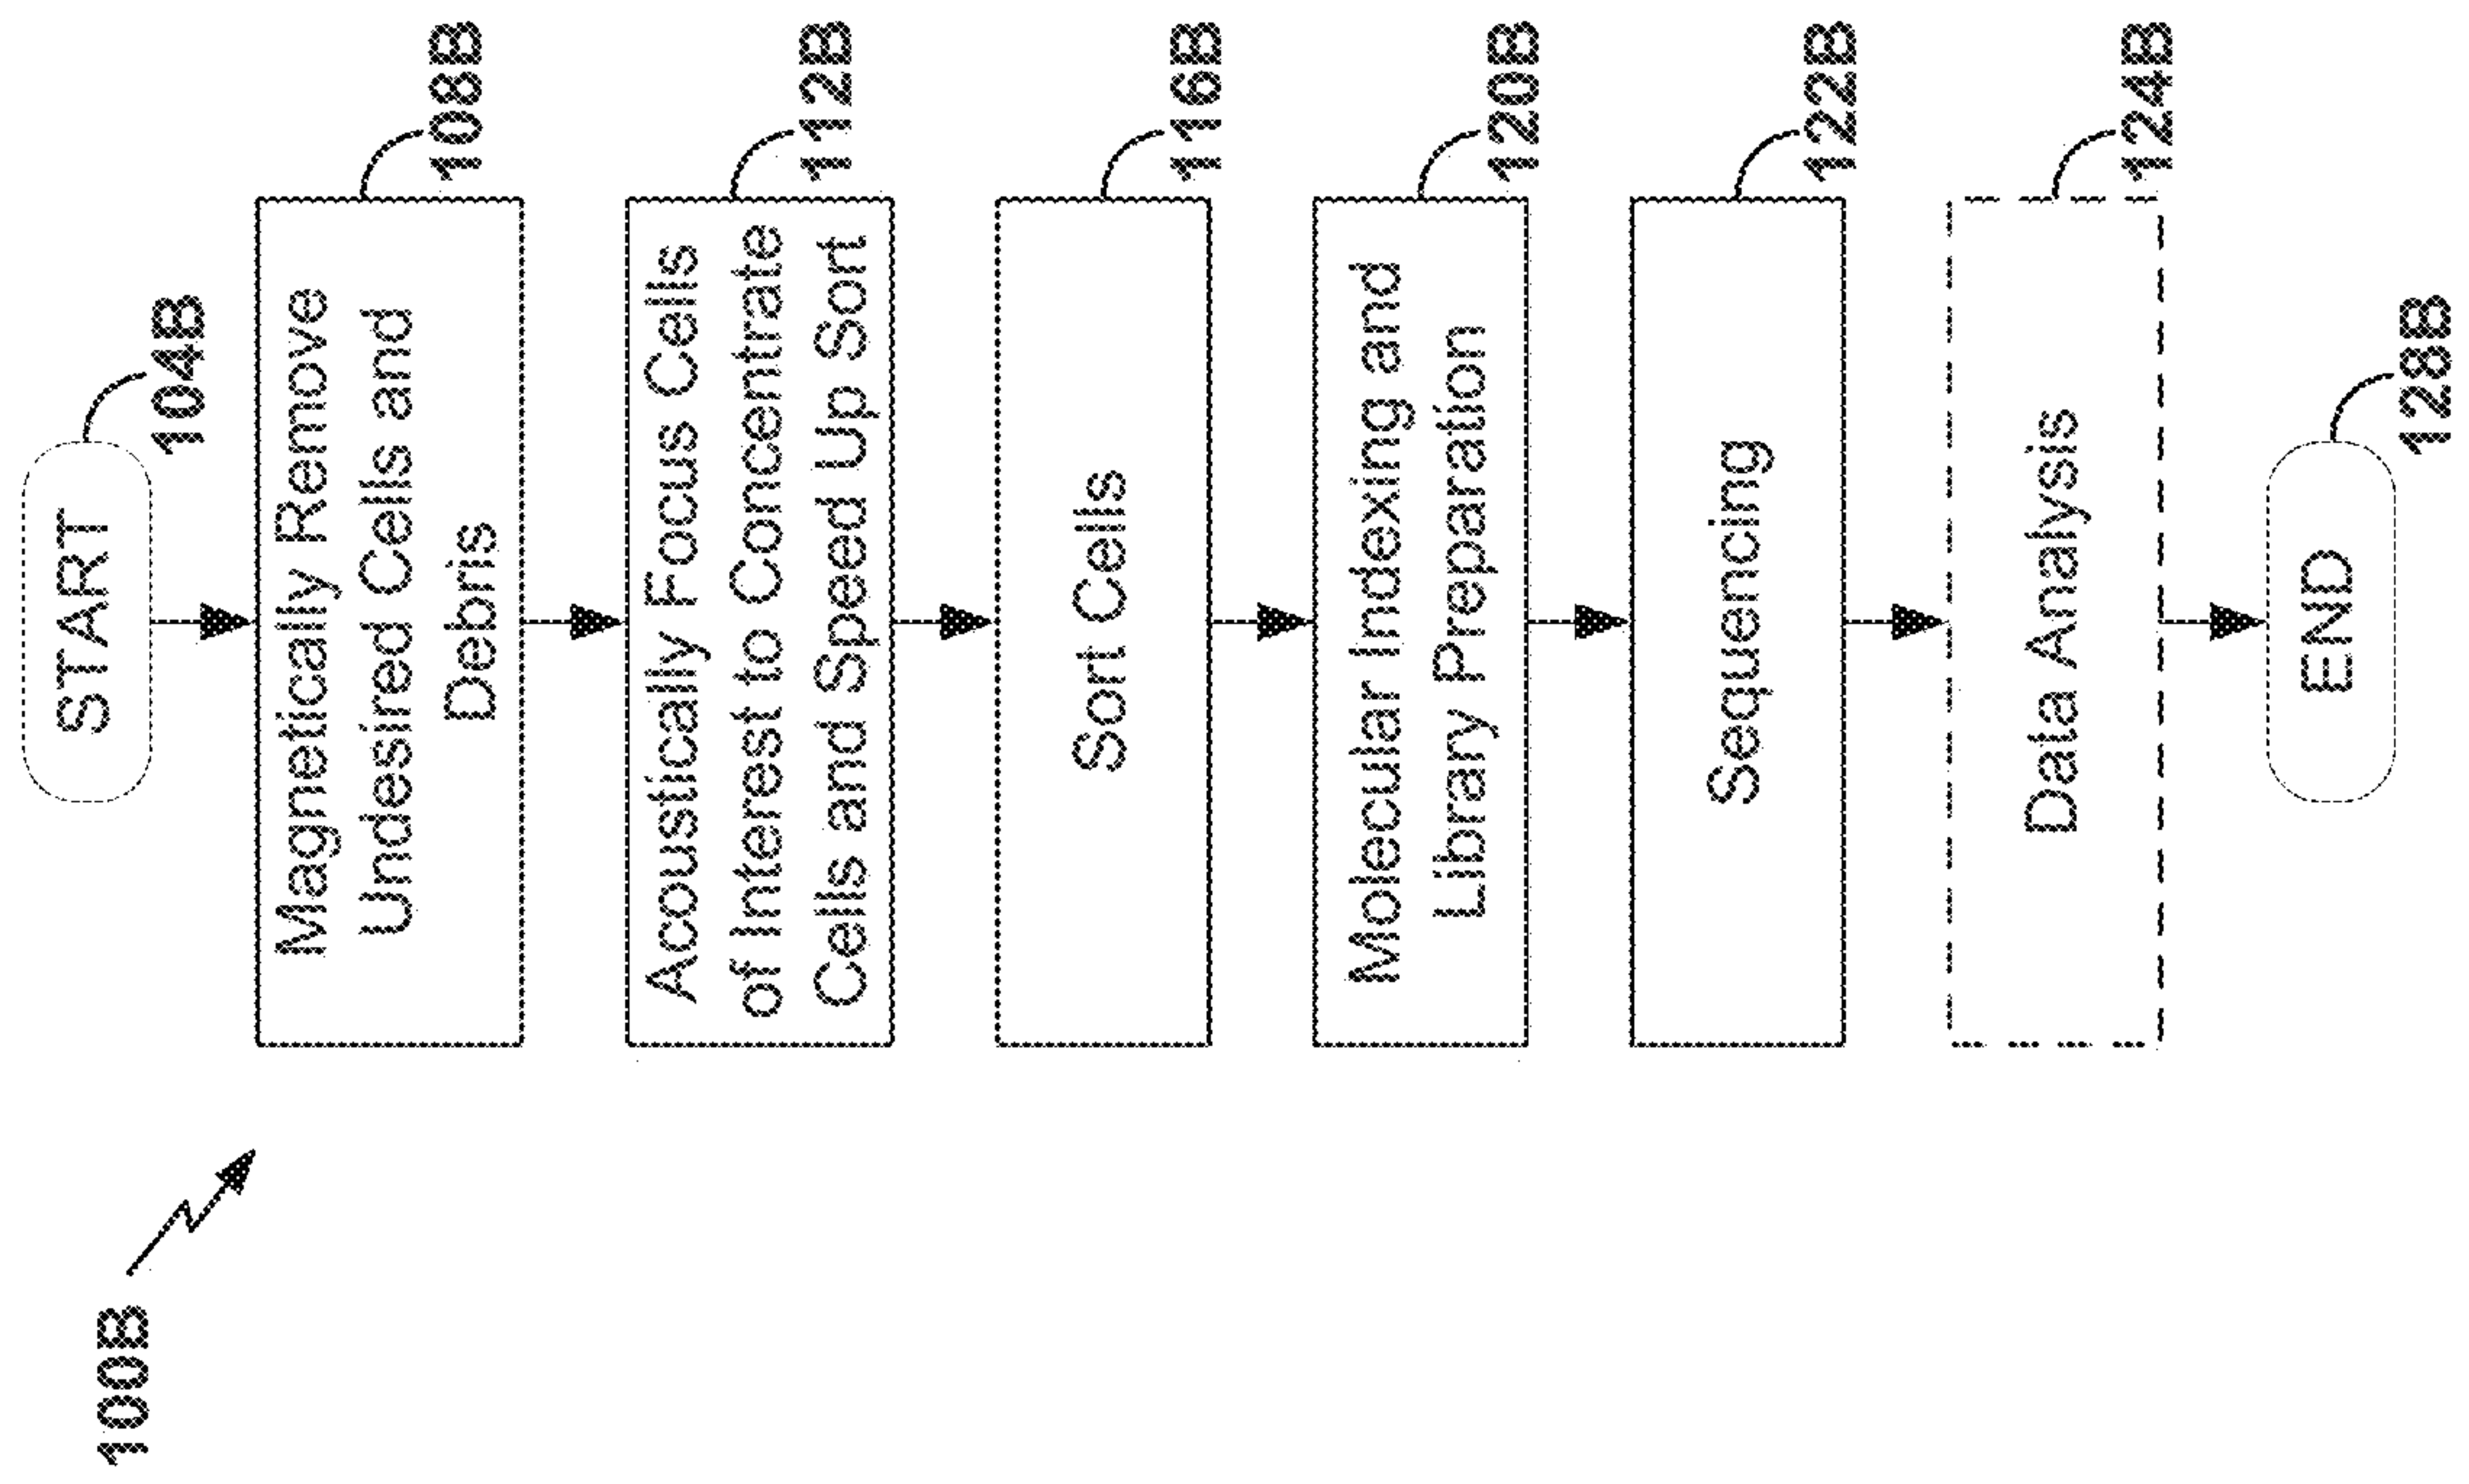 100B
START
104B
Magnetically Remove
Undesired Cells and
Debris
108B
Acoustically Focus Cells
of Interest to Concentrate
Cells and Speed Up Sort
112B
Sort Cells
116B
Molecular Indexing and
Library Preparation
120B
Sequencing
122B
Data Analysis
124B
END
128B